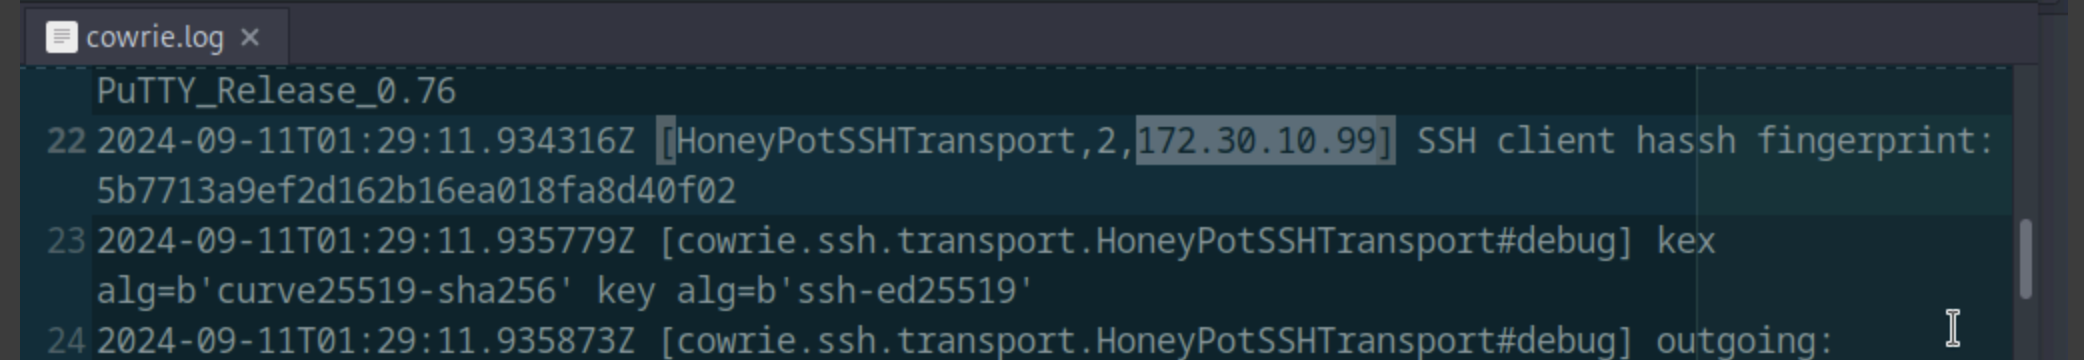 cowrie.log ×
PuTTY_Release_0.76
22 2024-09-11T01:29:11.934316Z [HoneyPotSSHTransport,2,172.30.10.99] SSH client hassh fingerprint:
5b7713a9ef2d162b16ea018fa8d40f02
23 2024-09-11T01:29:11.935779Z [cowrie.ssh.transport.HoneyPotSSHTransport#debug] kex
alg=b'curve25519-sha256' key alg=b'ssh-ed25519'
24 2024-09-11T01:29:11.935873Z [cowrie.ssh.transport.HoneyPotSSHTransport#debug] outgoing: